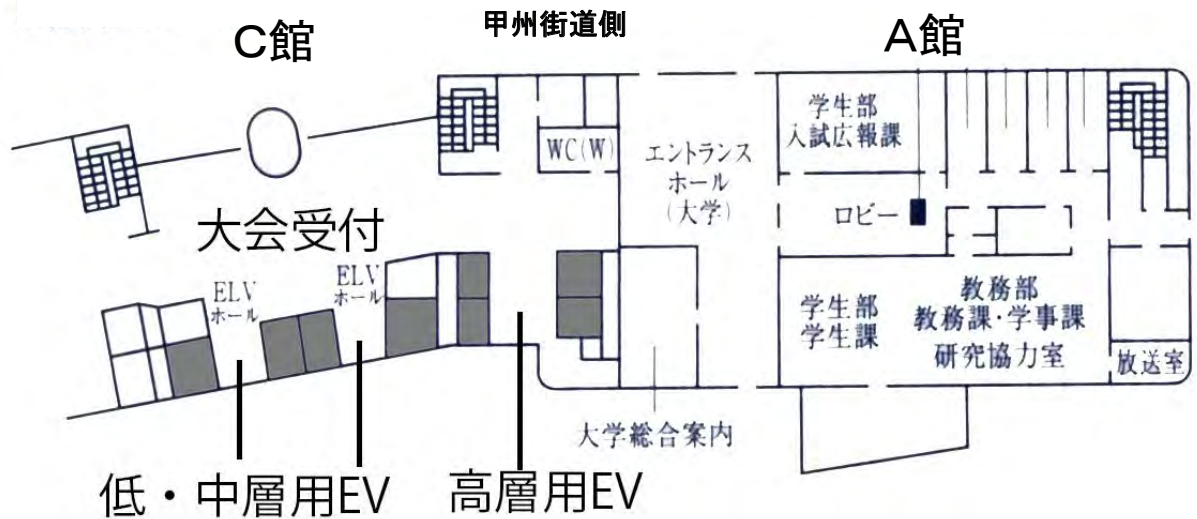 甲州街道側
C館
A館
学生部
入試広報課
WC(W)
エントランス
ホール
(大学)
ロビー
大会受付
ELV
ホール
ELV
ホール
学生部
学生課
教務部
教務課・学事課
研究協力室
放送室
大学総合案内
低・中層用EV
高層用EV